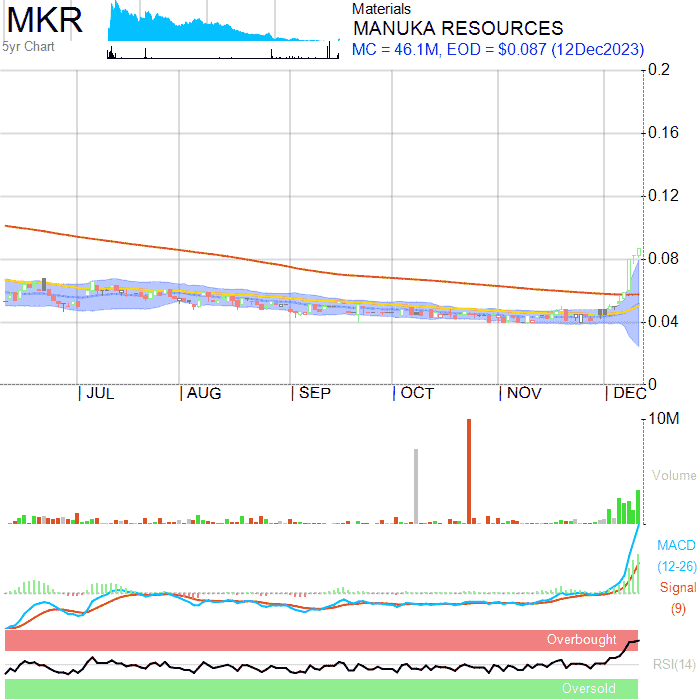 MKR
5yr Chart
Materials
MANUKA RESOURCES
MC = 46.1M, EOD = $0.087 (12Dec2023)
0.2
0.16
0.12
0.08
0.04
0
JUL AUG SEP OCT NOV DEC
10M
Volume
MACD
(12-26)
Signal
(9)
Overbought
RSI(14)
Oversold